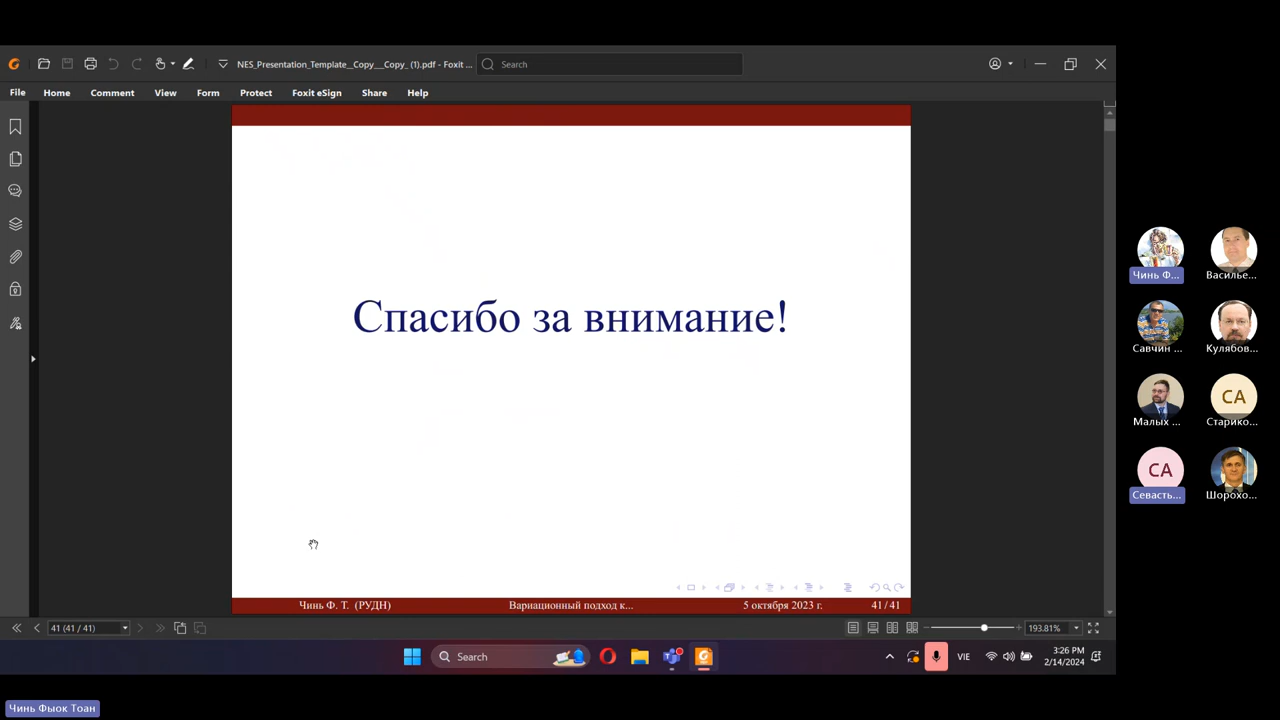 NES_Presentation_Template__Copy___Copy_ (1).pdf - Foxit ...
Search
File Home Comment View Form Protect Foxit eSign Share Help
Спасибо за внимание!
Чинь Ф. Т. (РУДН) Вариационный подход к... 5 октября 2023 г. 41 / 41
41 (41 / 41)
193.81%
Search
VIE
3:26 PM
2/14/2024
Чинь Ф...
Василье...
Савчин ...
Кулябов...
Малых ...
СА
Старико...
СА
Севасть...
Шорохо...
Чинь Фыок Тоан